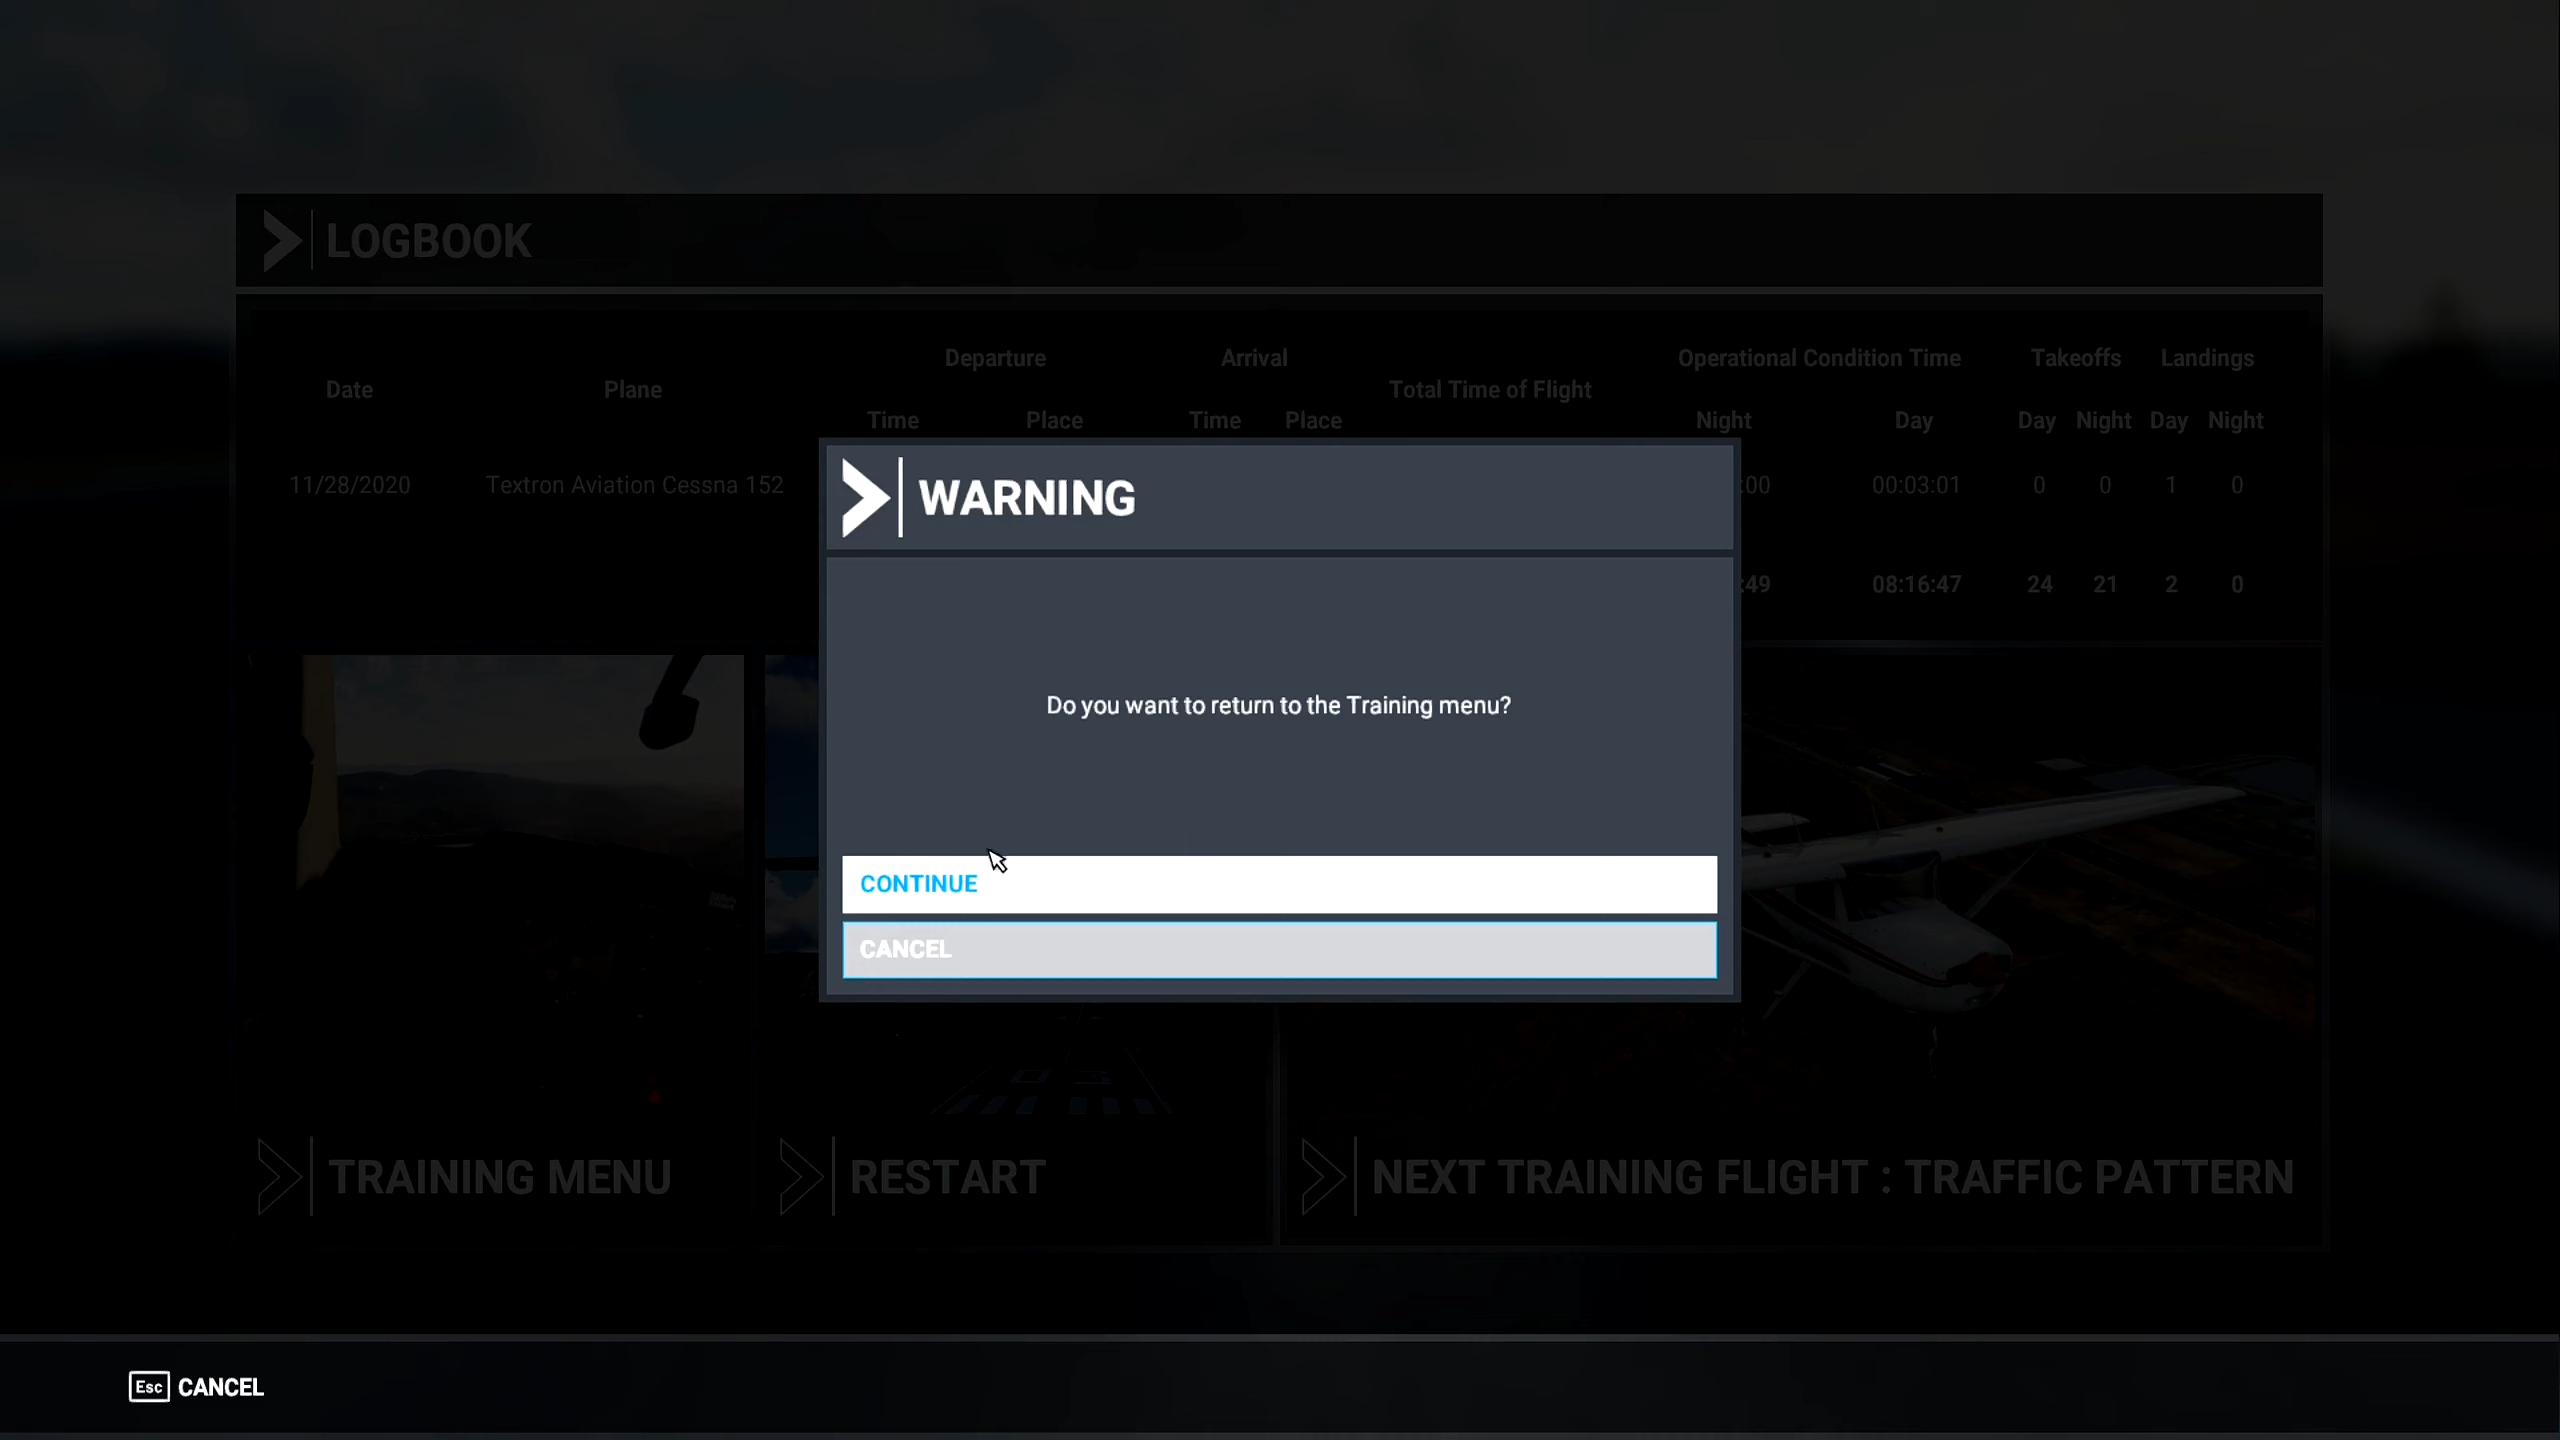 LOGBOOK
Departure Arrival Operational Condition Time Takeoffs Landings
Date Plane Total Time of Flight
Time Place Time Place Night Day Day Night Day Night
11/28/2020 Textron Aviation Cessna 152 :00 00:03:01 0 0 1 0
WARNING
:49 08:16:47 24 21 2 0
Do you want to return to the Training menu?
CONTINUE
CANCEL
TRAINING MENU
RESTART
NEXT TRAINING FLIGHT : TRAFFIC PATTERN
Esc CANCEL